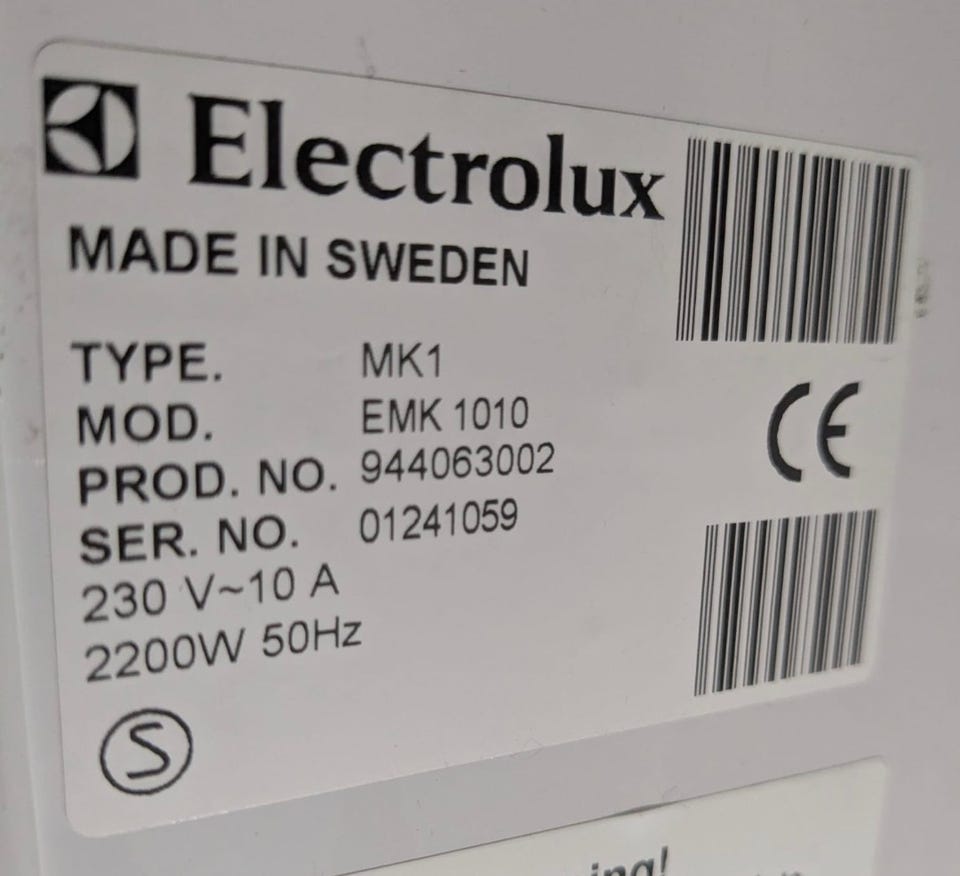 Electrolux
MADE IN SWEDEN
TYPE. MK1
MOD. EMK 1010
PROD. NO. 944063002
SER. NO. 01241059
230 V~10 A
2200W 50Hz
CE
S